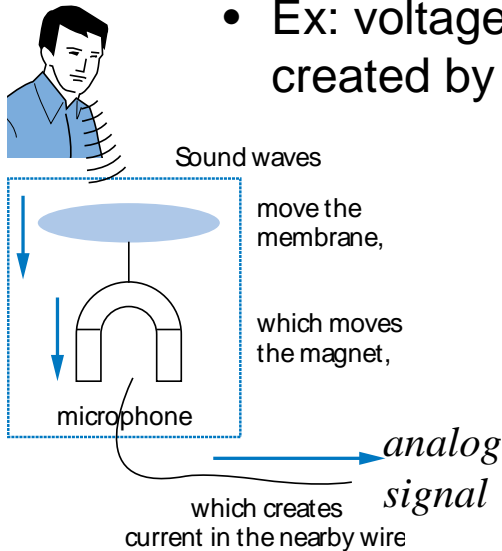 • Ex: voltage
created by
Sound waves
move the
membrane,
which moves
the magnet,
microphone
analog
signal
which creates
current in the nearby wire